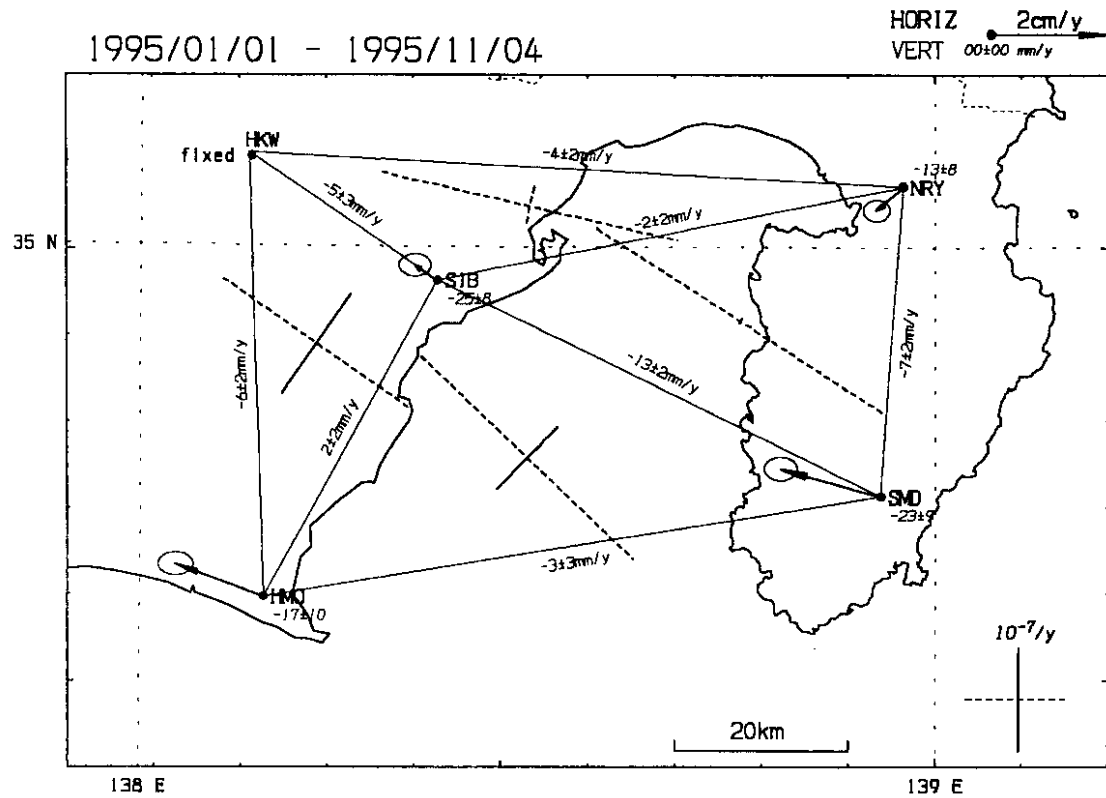 HORIZ 2cm/y
1995/01/01 - 1995/11/04
VERT 00±00 mm/y
HKW
fixed
-4±2mm/y
-13±8
NRY
-5±3mm/y
-2±2mm/y
35 N
SIB
-25±8
-13±2mm/y
-7±2mm/y
-6±2mm/y
2±2mm/y
SMD
-23±9
-3±3mm/y
HMO
-17±10
10⁻⁷/y
20km
138 E
139 E